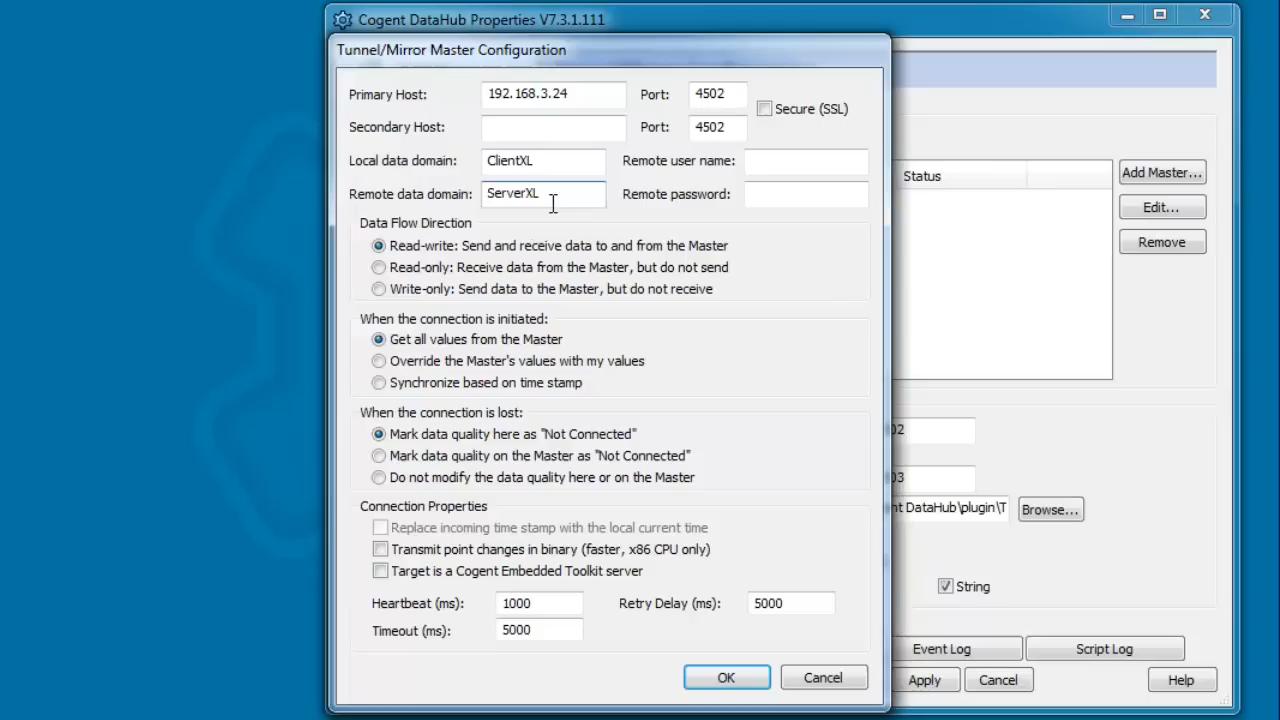 Cogent DataHub Properties V7.3.1.111
Tunnel/Mirror Master Configuration
Primary Host: 192.168.3.24 Port: 4502
Secure (SSL)
Secondary Host: Port: 4502
Local data domain: ClientXL Remote user name:
Remote data domain: ServerXL Remote password:
Data Flow Direction
Read-write: Send and receive data to and from the Master
Read-only: Receive data from the Master, but do not send
Write-only: Send data to the Master, but do not receive
When the connection is initiated:
Get all values from the Master
Override the Master's values with my values
Synchronize based on time stamp
When the connection is lost:
Mark data quality here as "Not Connected"
Mark data quality on the Master as "Not Connected"
Do not modify the data quality here or on the Master
Connection Properties
Replace incoming time stamp with the local current time
Transmit point changes in binary (faster, x86 CPU only)
Target is a Cogent Embedded Toolkit server
Heartbeat (ms): 1000 Retry Delay (ms): 5000
Timeout (ms): 5000
OK Cancel
Status
Add Master...
Edit...
Remove
02
03
nt DataHub\plugin\T Browse...
String
Event Log Script Log
Apply Cancel Help